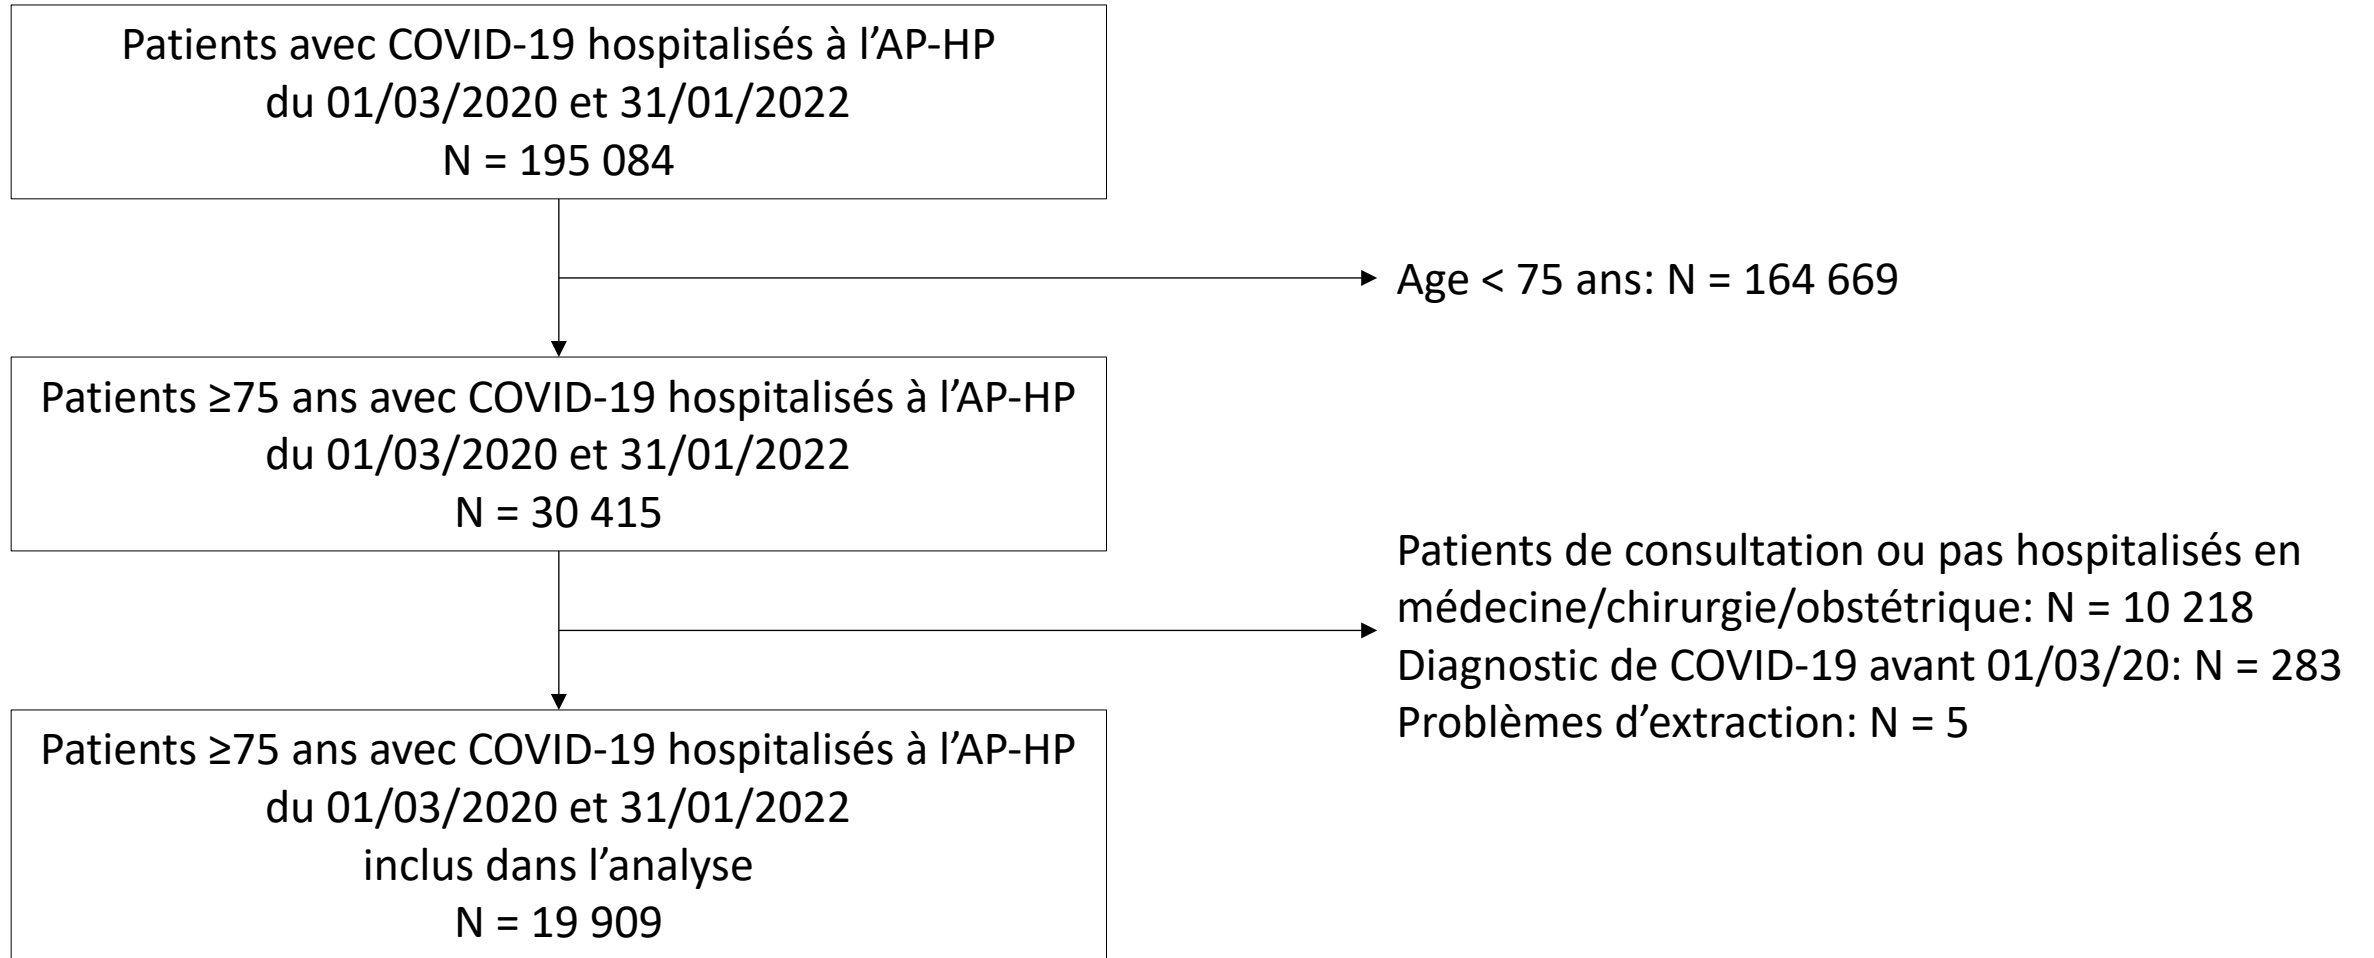 Patients avec COVID-19 hospitalisés à l’AP-HP
du 01/03/2020 et 31/01/2022
N = 195 084
Age < 75 ans: N = 164 669
Patients ≥75 ans avec COVID-19 hospitalisés à l’AP-HP
du 01/03/2020 et 31/01/2022
N = 30 415
Patients de consultation ou pas hospitalisés en
médecine/chirurgie/obstétrique: N = 10 218
Diagnostic de COVID-19 avant 01/03/20: N = 283
Problèmes d’extraction: N = 5
Patients ≥75 ans avec COVID-19 hospitalisés à l’AP-HP
du 01/03/2020 et 31/01/2022
inclus dans l’analyse
N = 19 909